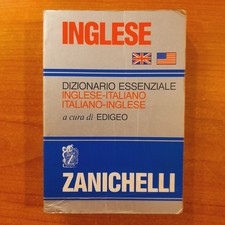 INGLESE
DIZIONARIO ESSENZIALE
INGLESE-ITALIANO
ITALIANO-INGLESE
a cura di EDIGEO
ZANICHELLI